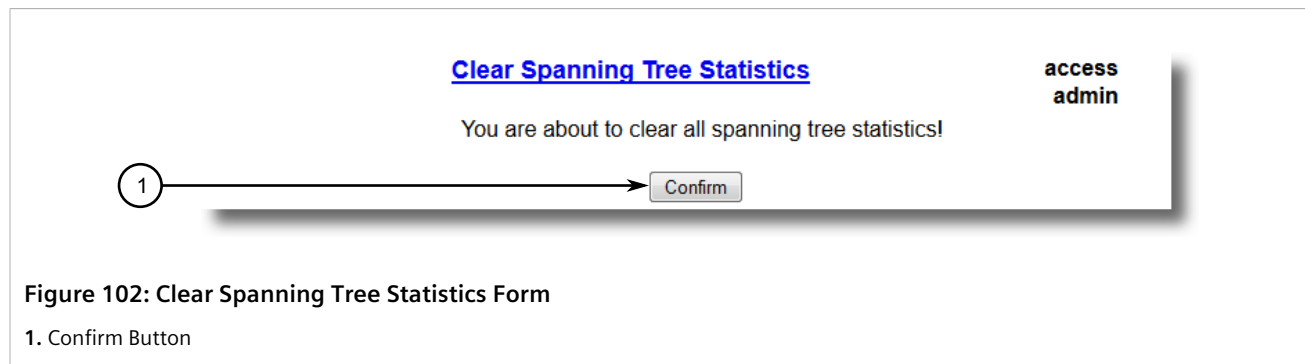 Clear Spanning Tree Statistics
access
admin
You are about to clear all spanning tree statistics!
1
Confirm
Figure 102: Clear Spanning Tree Statistics Form
1. Confirm Button